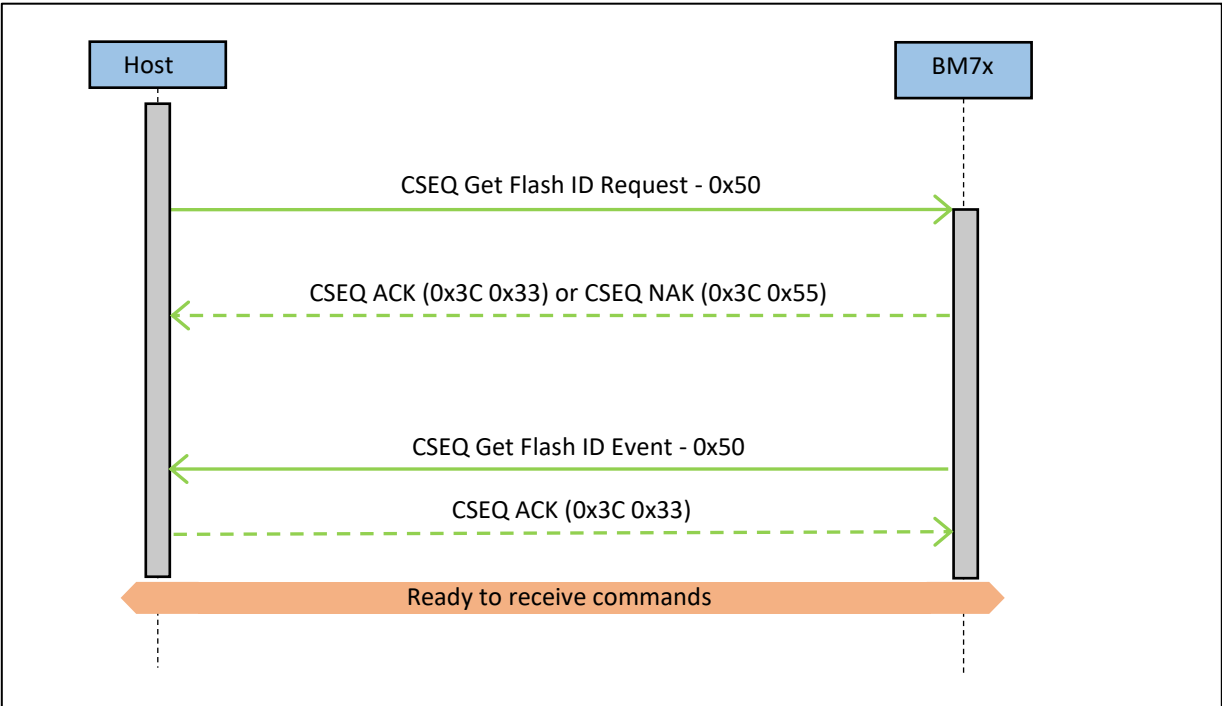 Host
BM7x
CSEQ Get Flash ID Request - 0x50
CSEQ ACK (0x3C 0x33) or CSEQ NAK (0x3C 0x55)
CSEQ Get Flash ID Event - 0x50
CSEQ ACK (0x3C 0x33)
Ready to receive commands